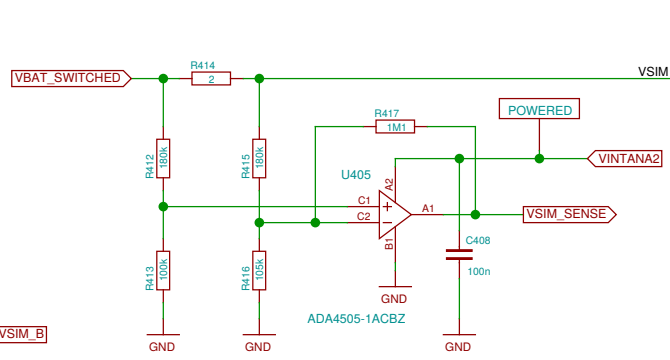 R414
VBAT_SWITCHED
2
VSIM
R417
1M1
POWERED
R412
180k
R415
180k
U405
A2
VINTANA2
C1
C2
+
−
A1
VSIM_SENSE
B1
R413
100k
R416
105k
C408
100n
GND
ADA4505-1ACBZ
VSIM_B
GND
GND
GND